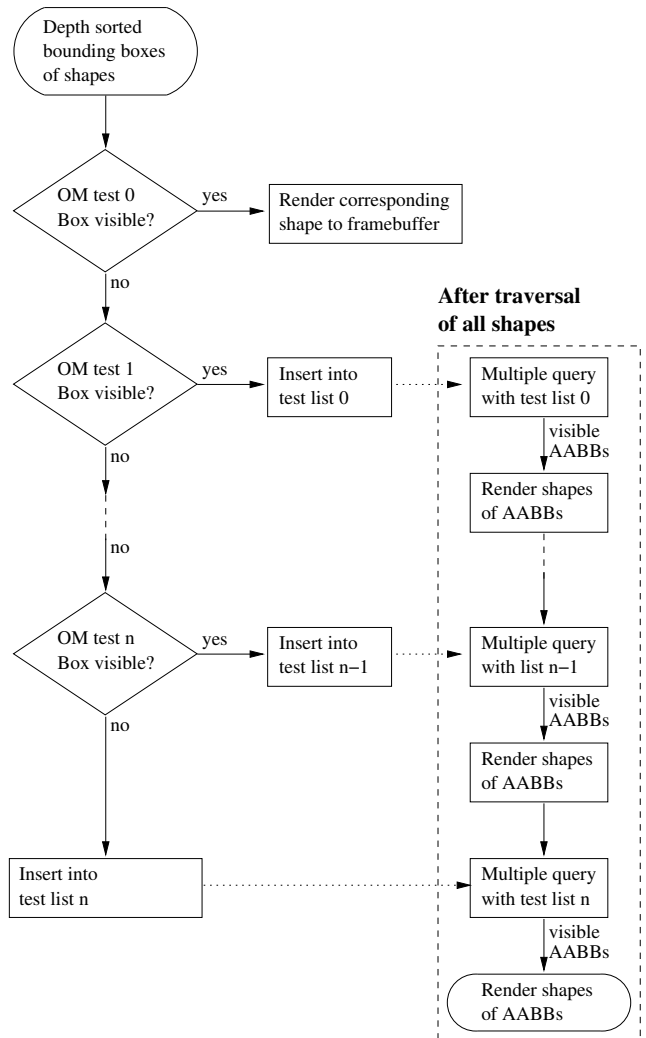 Depth sorted
bounding boxes
of shapes
OM test 0
Box visible?
yes
Render corresponding
shape to framebuffer
no
After traversal
of all shapes
OM test 1
Box visible?
yes
Insert into
test list 0
Multiple query
with test list 0
no
visible
AABBs
Render shapes
of AABBs
no
OM test n
Box visible?
yes
Insert into
test list n−1
Multiple query
with list n−1
no
visible
AABBs
Render shapes
of AABBs
Insert into
test list n
Multiple query
with test list n
visible
AABBs
Render shapes
of AABBs